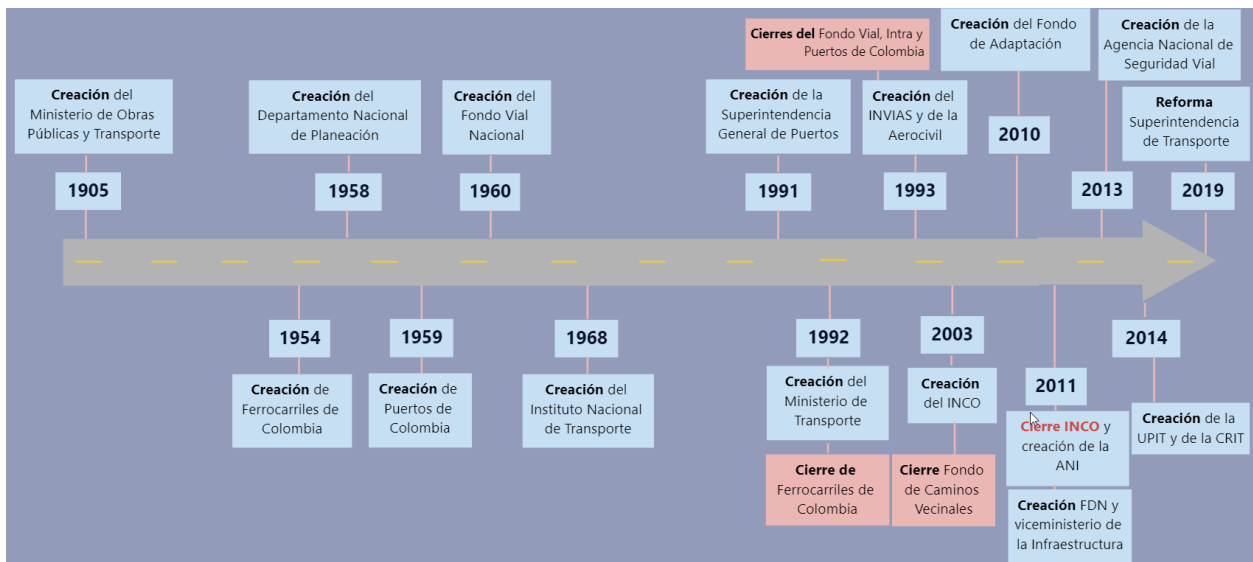 Creación del
Ministerio de Obras
Públicas y Transporte
1905
Creación del
Departamento Nacional
de Planeación
1958
Creación del
Fondo Vial
Nacional
1960
Cierres del Fondo Vial, Intra y
Puertos de Colombia
Creación de la
Superintendencia
General de Puertos
1991
Creación del
INVIAS y de la
Aerocivil
1993
Creación del Fondo
de Adaptación
2010
Creación de la
Agencia Nacional de
Seguridad Vial
2013
Reforma
Superintendencia
de Transporte
2019
1954
Creación de
Ferrocarriles de
Colombia
1959
Creación de
Puertos de
Colombia
1968
Creación del
Instituto Nacional
de Transporte
1992
Creación del
Ministerio de
Transporte
Cierre de
Ferrocarriles de
Colombia
2003
Creación
del INCO
Cierre Fondo
de Caminos
Vecinales
2011
Cierre INCO y
creación de la
ANI
Creación FDN y
viceministerio de
la Infraestructura
2014
Creación de la
UPIT y de la CRIT